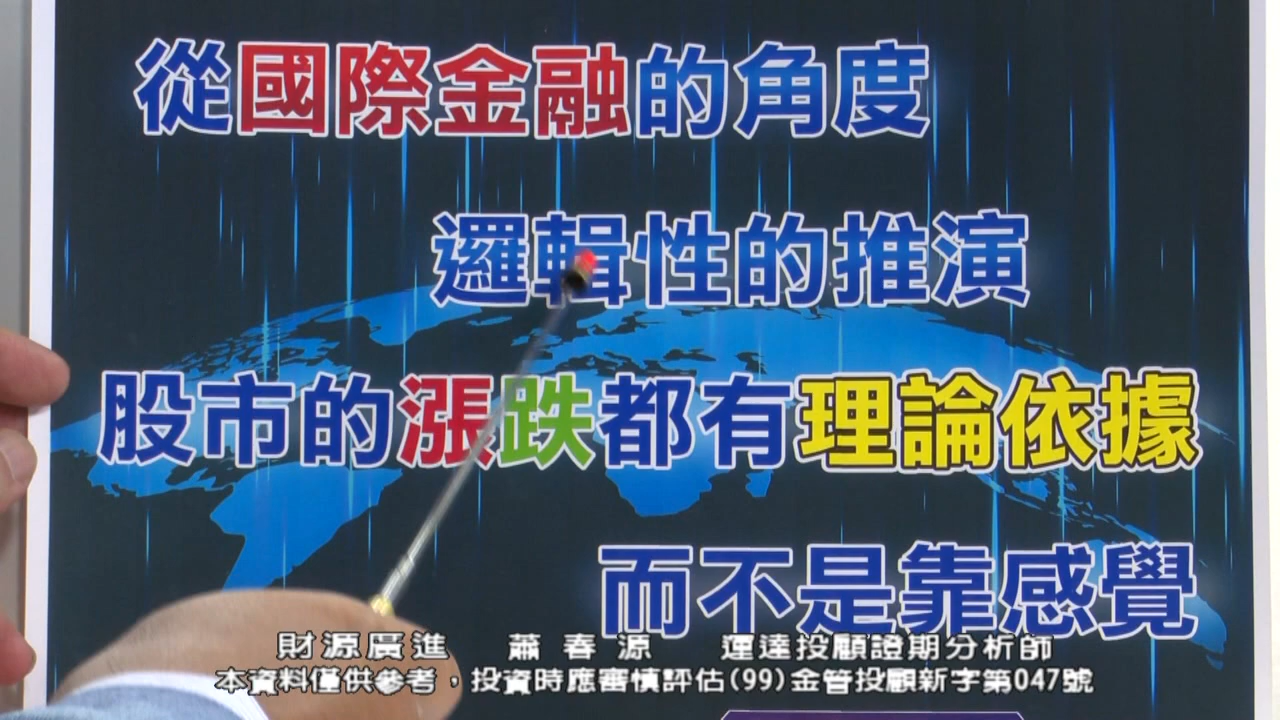 從國際金融的角度
邏輯性的推演
股市的漲跌都有理論依據
而不是靠感覺
財源廣進 蕭春源 運達投顧證期分析師
本資料僅供參考，投資時應審慎評估(99)金管投顧新字第047號